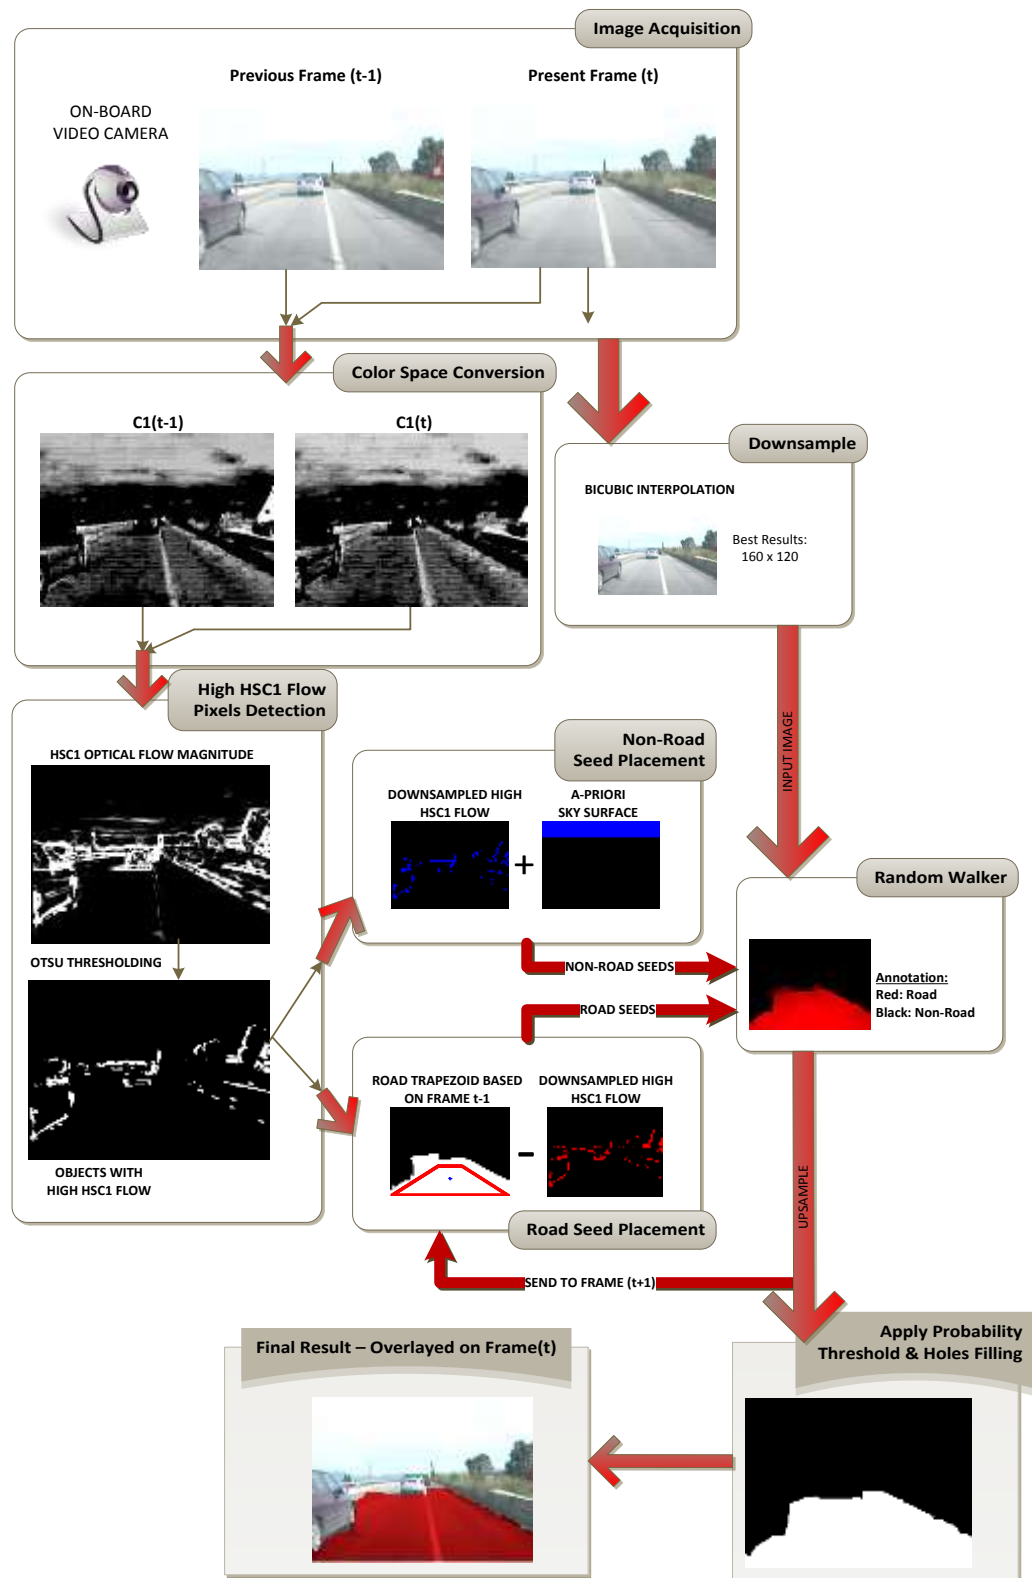 Image Acquisition
Previous Frame (t-1)
Present Frame (t)
ON-BOARD
VIDEO CAMERA
Color Space Conversion
C1(t-1)
C1(t)
Downsample
BICUBIC INTERPOLATION
Best Results:
160 x 120
High HSC1 Flow
Pixels Detection
HSC1 OPTICAL FLOW MAGNITUDE
OTSU THRESHOLDING
OBJECTS WITH
HIGH HSC1 FLOW
Non-Road
Seed Placement
DOWNSAMPLED HIGH
HSC1 FLOW
+
A-PRIORI
SKY SURFACE
INPUT IMAGE
NON-ROAD SEEDS
ROAD SEEDS
Random Walker
Annotation:
Red: Road
Black: Non-Road
ROAD TRAPEZOID BASED
ON FRAME t-1
-
DOWNSAMPLED HIGH
HSC1 FLOW
Road Seed Placement
UPSAMPLE
SEND TO FRAME (t+1)
Apply Probability
Threshold & Holes Filling
Final Result – Overlayed on Frame(t)